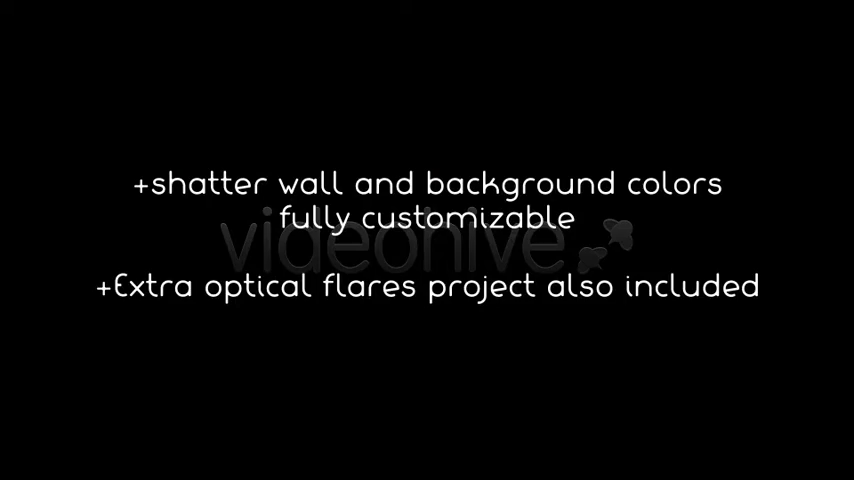 +shatter wall and background colors
fully customizable
videohive
+Extra optical flares project also included